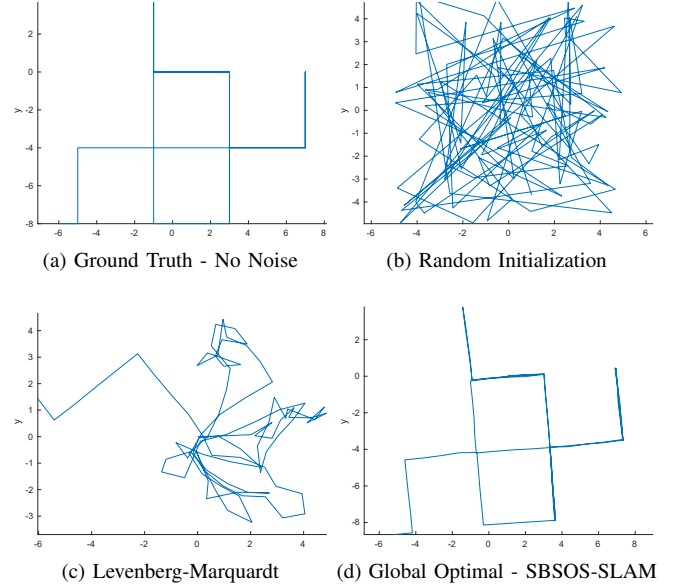 y
2
0
-2
-4
-6
-8
-6 -4 -2 0 2 4 6 8
(a) Ground Truth - No Noise
y
4
3
2
1
0
-1
-2
-3
-4
-6 -4 -2 0 2 4 6
(b) Random Initialization
y
4
3
2
1
0
-1
-2
-3
-6 -4 -2 0 2 4
(c) Levenberg-Marquardt
y
2
0
-2
-4
-6
-8
-6 -4 -2 0 2 4 6 8
(d) Global Optimal - SBSOS-SLAM